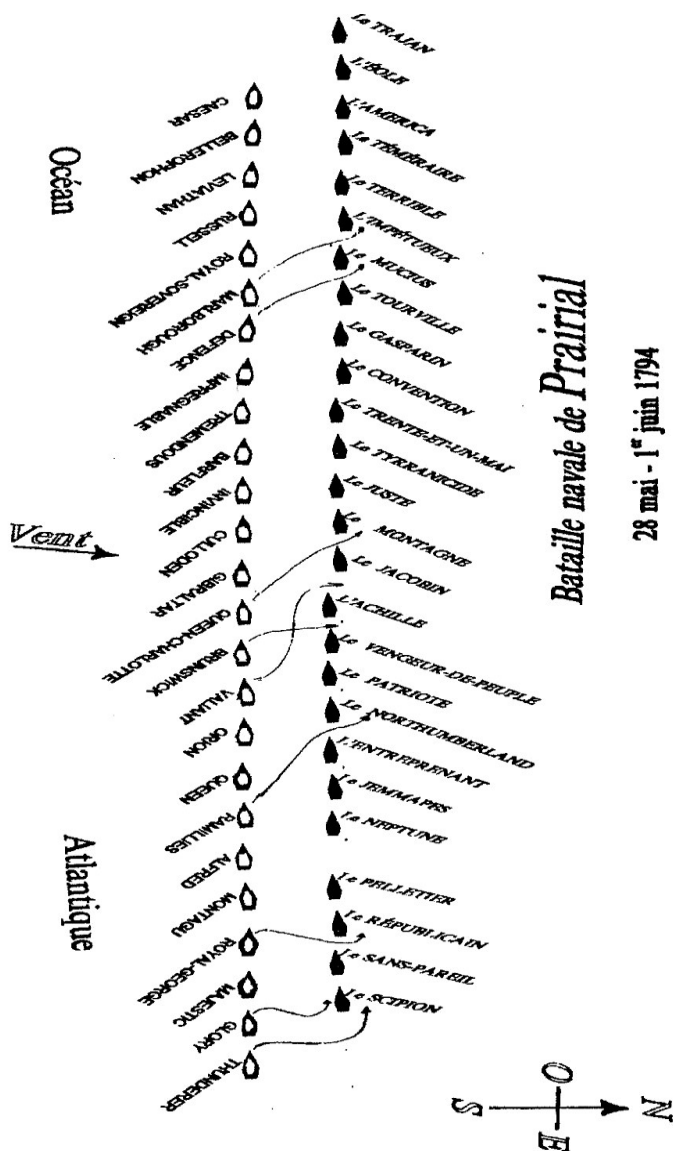 Bataille navale de Prairial
28 mai - 1er juin 1794
Le TRAJAN
L'ÉOLE
L'AMERICA
Le TÉMÉRAIRE
Le TERRIBLE
L'IMPÉTUEUX
Le MUCIUS
Le TOURVILLE
Le GASPARIN
Le CONVENTION
Le TRENTE-ET-UN-MAI
Le TYRANNICIDE
Le JUSTE
Le MONTAGNE
Le JACOBIN
L'ACHILLE
Le VENGEUR-DE-PEUPLE
Le PATRIOTE
Le NORTHUMBERLAND
L'ENTREPRENANT
Le JEMMAPES
Le NEPTUNE
Le PELLETIER
Le RÉPUBLICAIN
Le SANS-PAREIL
Le SCIPION
CAESAR
BELLEROPHON
LEVIATHAN
RUSSELL
ROYAL-SOVEREIGN
MARLBOROUGH
DEFENCE
IMPREGNABLE
TREMENDOUS
BARFLEUR
INVINCIBLE
CULLODEN
GIBRALTAR
QUEEN-CHARLOTTE
BRUNSWICK
VALIANT
ORION
QUEEN
RAMILLIES
ALFRED
MONTAGU
ROYAL-GEORGE
MAJESTIC
GLORY
THUNDERER
Océan
Atlantique
Vent
N
O
E
S